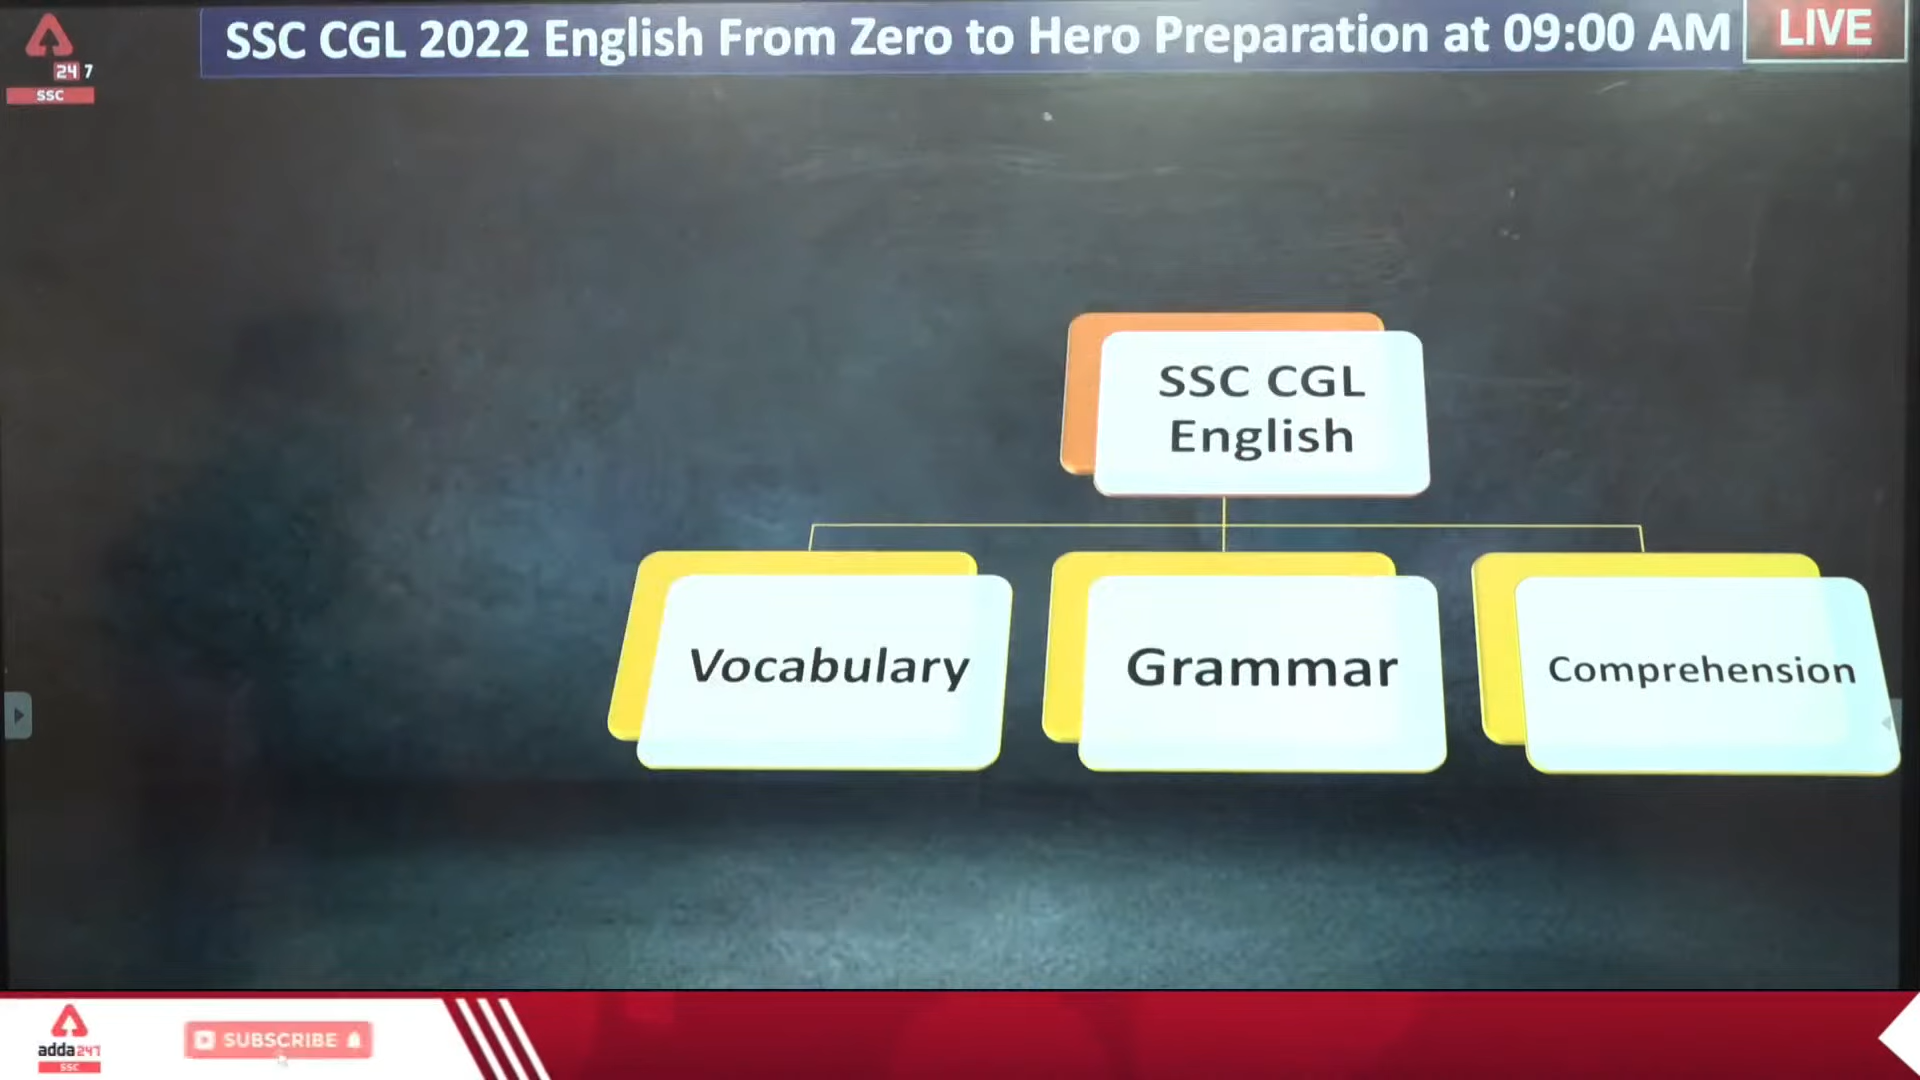 SSC CGL 2022 English From Zero to Hero Preparation at 09:00 AM
LIVE
24 7
SSC
SSC CGL
English
Vocabulary
Grammar
Comprehension
adda247
SSC
SUBSCRIBE